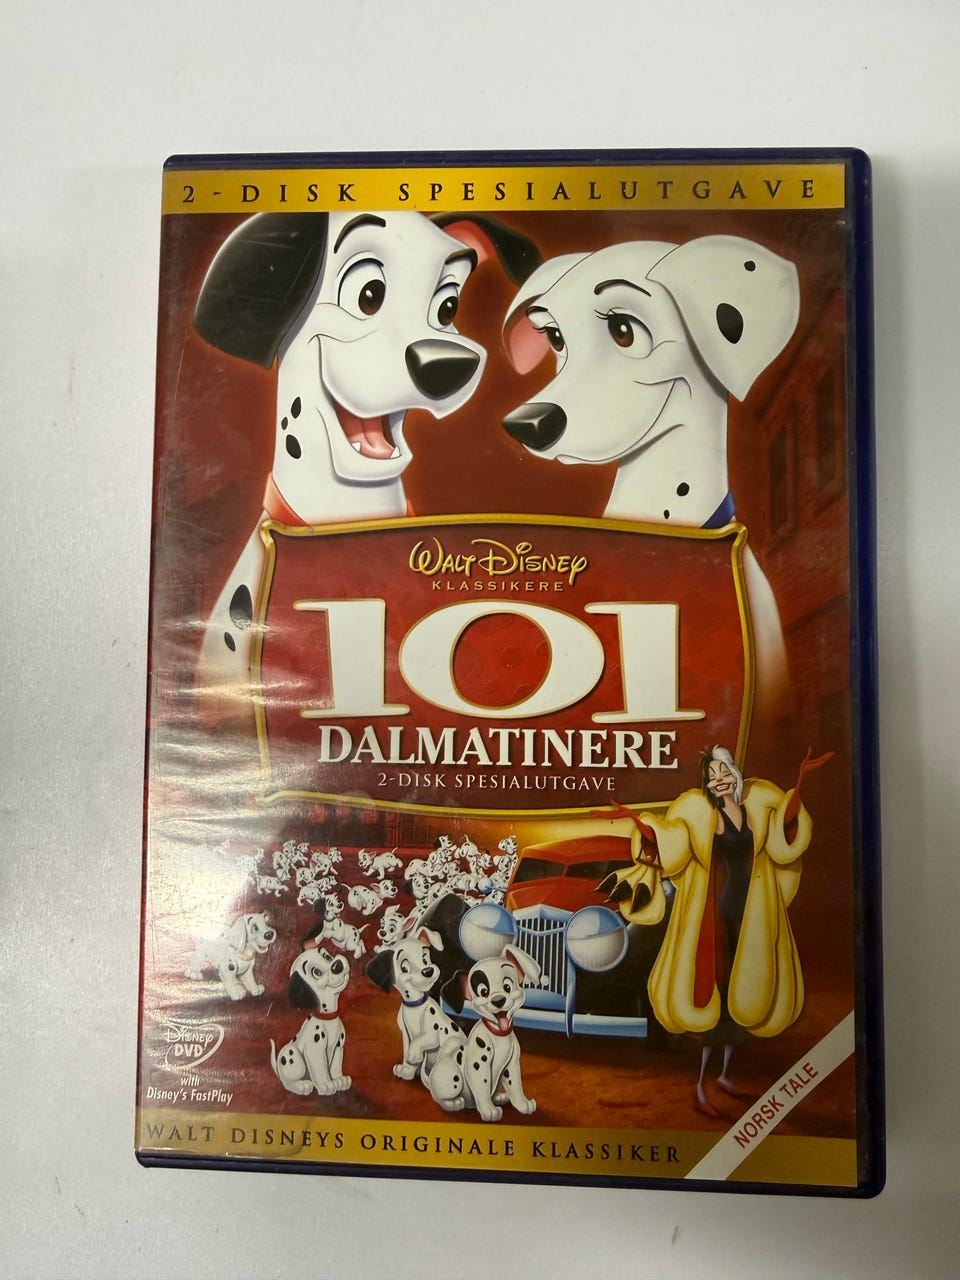 2-DISK SPESIALUTGAVE
WALT DISNEY
KLASSIKERE
101
DALMATINERE
2-DISK SPESIALUTGAVE
DISNEY
DVD
with
Disney's FastPlay
NORSK TALE
WALT DISNEYS ORIGINALE KLASSIKER